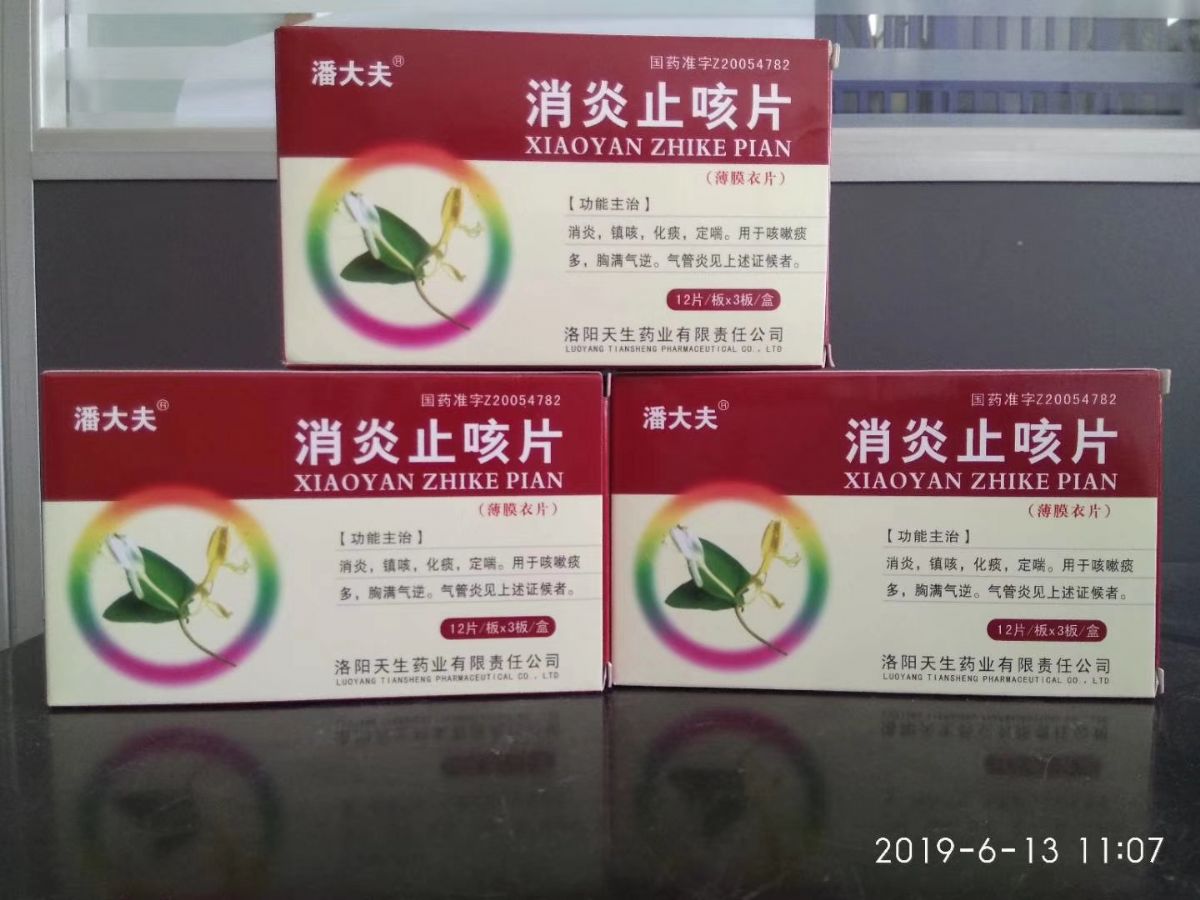 潘大夫®
国药准字Z20054782
消炎止咳片
XIAOYAN ZHIKE PIAN
（薄膜衣片）
【功能主治】
消炎，镇咳，化痰，定喘。用于咳嗽痰
多，胸满气逆。气管炎见上述证候者。
12片/板x3板/盒
洛阳天生药业有限责任公司
LUOYANG TIANSHENG PHARMACEUTICAL CO.，LTD
潘大夫®
国药准字Z20054782
消炎止咳片
XIAOYAN ZHIKE PIAN
（薄膜衣片）
【功能主治】
消炎，镇咳，化痰，定喘。用于咳嗽痰
多，胸满气逆。气管炎见上述证候者。
12片/板x3板/盒
洛阳天生药业有限责任公司
LUOYANG TIANSHENG PHARMACEUTICAL CO.，LTD
潘大夫®
国药准字Z20054782
消炎止咳片
XIAOYAN ZHIKE PIAN
（薄膜衣片）
【功能主治】
消炎，镇咳，化痰，定喘。用于咳嗽痰
多，胸满气逆。气管炎见上述证候者。
12片/板x3板/盒
洛阳天生药业有限责任公司
LUOYANG TIANSHENG PHARMACEUTICAL CO.，LTD
2019-6-13 11:07